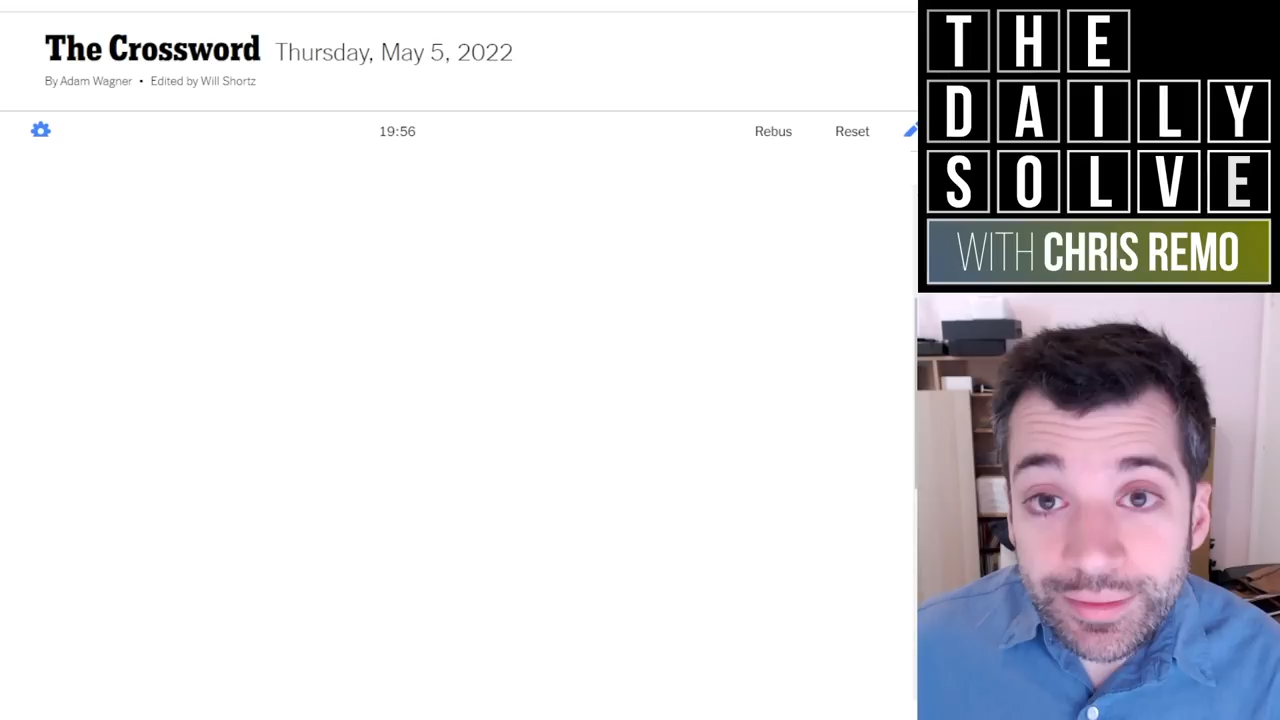 The Crossword Thursday, May 5, 2022
By Adam Wagner • Edited by Will Shortz
19:56 Rebus Reset
THE
DAILY
SOLVE
WITH CHRIS REMO